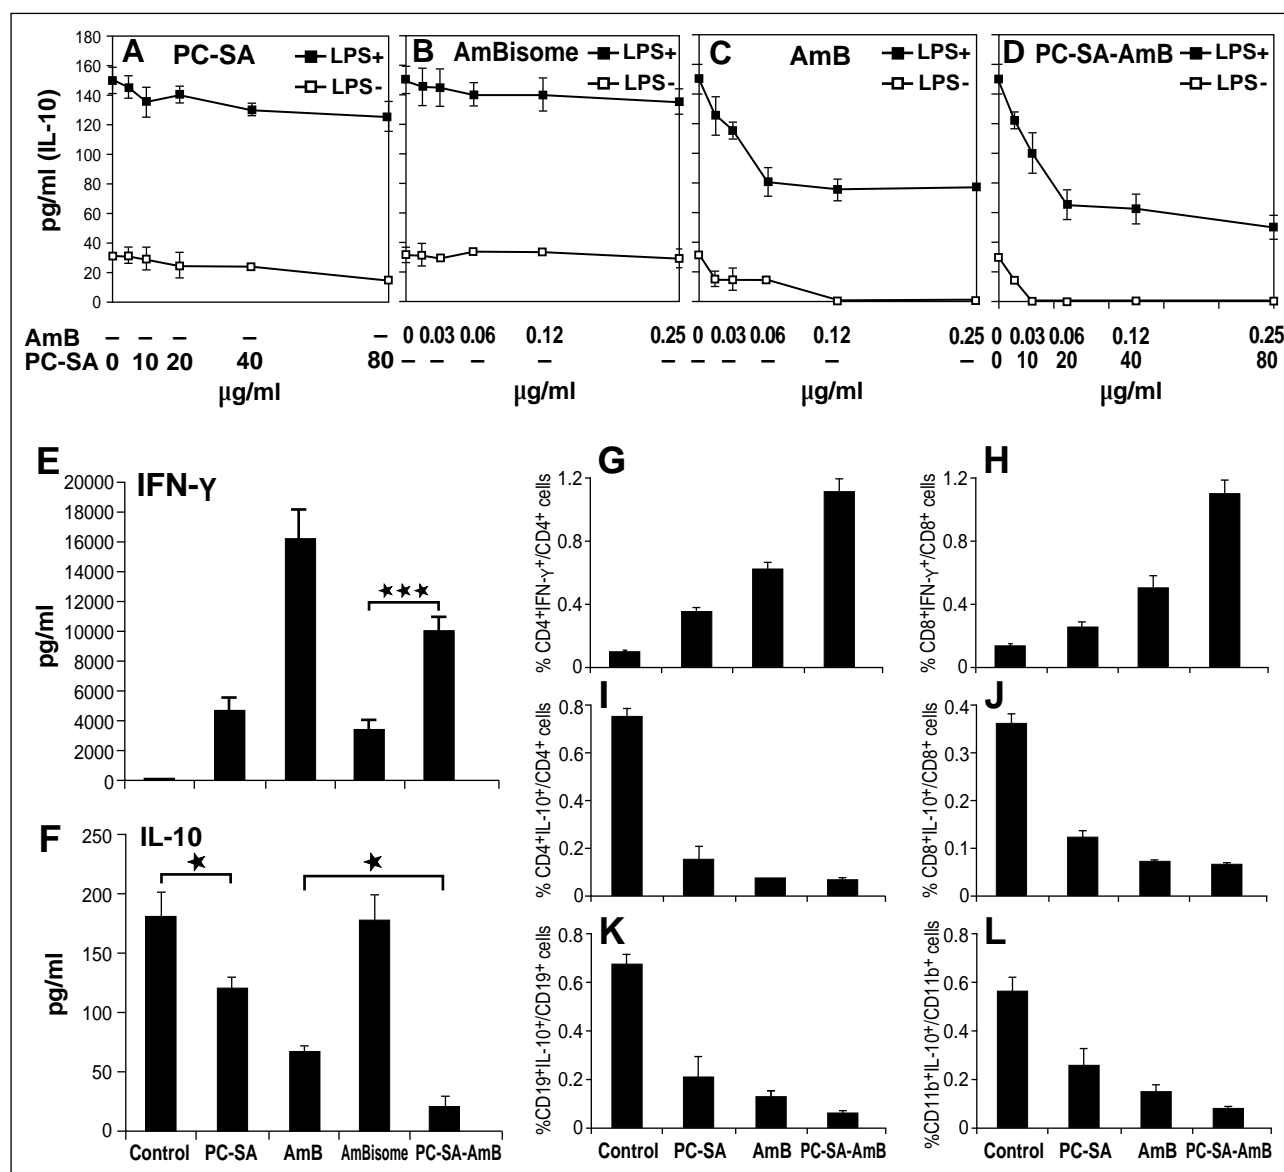 A PC-SA LPS+ LPS-
B AmBisome LPS+ LPS-
C AmB LPS+ LPS-
D PC-SA-AmB LPS+ LPS-
pg/ml (IL-10)
180
160
140
120
100
80
60
40
20
0
AmB – – – – – 0 0.03 0.06 0.12 0.25 0 0.03 0.06 0.12 0.25 0 0.03 0.06 0.12 0.25
PC-SA 0 10 20 40 80 – – – – – – – – – – 0 10 20 40 80
µg/ml µg/ml µg/ml µg/ml
E IFN-γ
pg/ml
20000
18000
16000
14000
12000
10000
8000
6000
4000
2000
0
F IL-10
pg/ml
250
200
150
100
50
0
Control PC-SA AmB AmBisome PC-SA-AmB
G
% CD4+IFN-γ+/CD4+ cells
1.2
0.8
0.4
0
H
% CD8+IFN-γ+/CD8+ cells
1.2
0.8
0.4
0
I
% CD4+IL-10+/CD4+ cells
0.8
0.6
0.4
0.2
0
J
% CD8+IL-10+/CD8+ cells
0.4
0.3
0.2
0.1
0
K
%CD19+IL-10+/CD19+ cells
0.8
0.6
0.4
0.2
0
Control PC-SA AmB PC-SA-AmB
L
%CD11b+IL-10+/CD11b+ cells
0.8
0.6
0.4
0.2
0
Control PC-SA AmB PC-SA-AmB